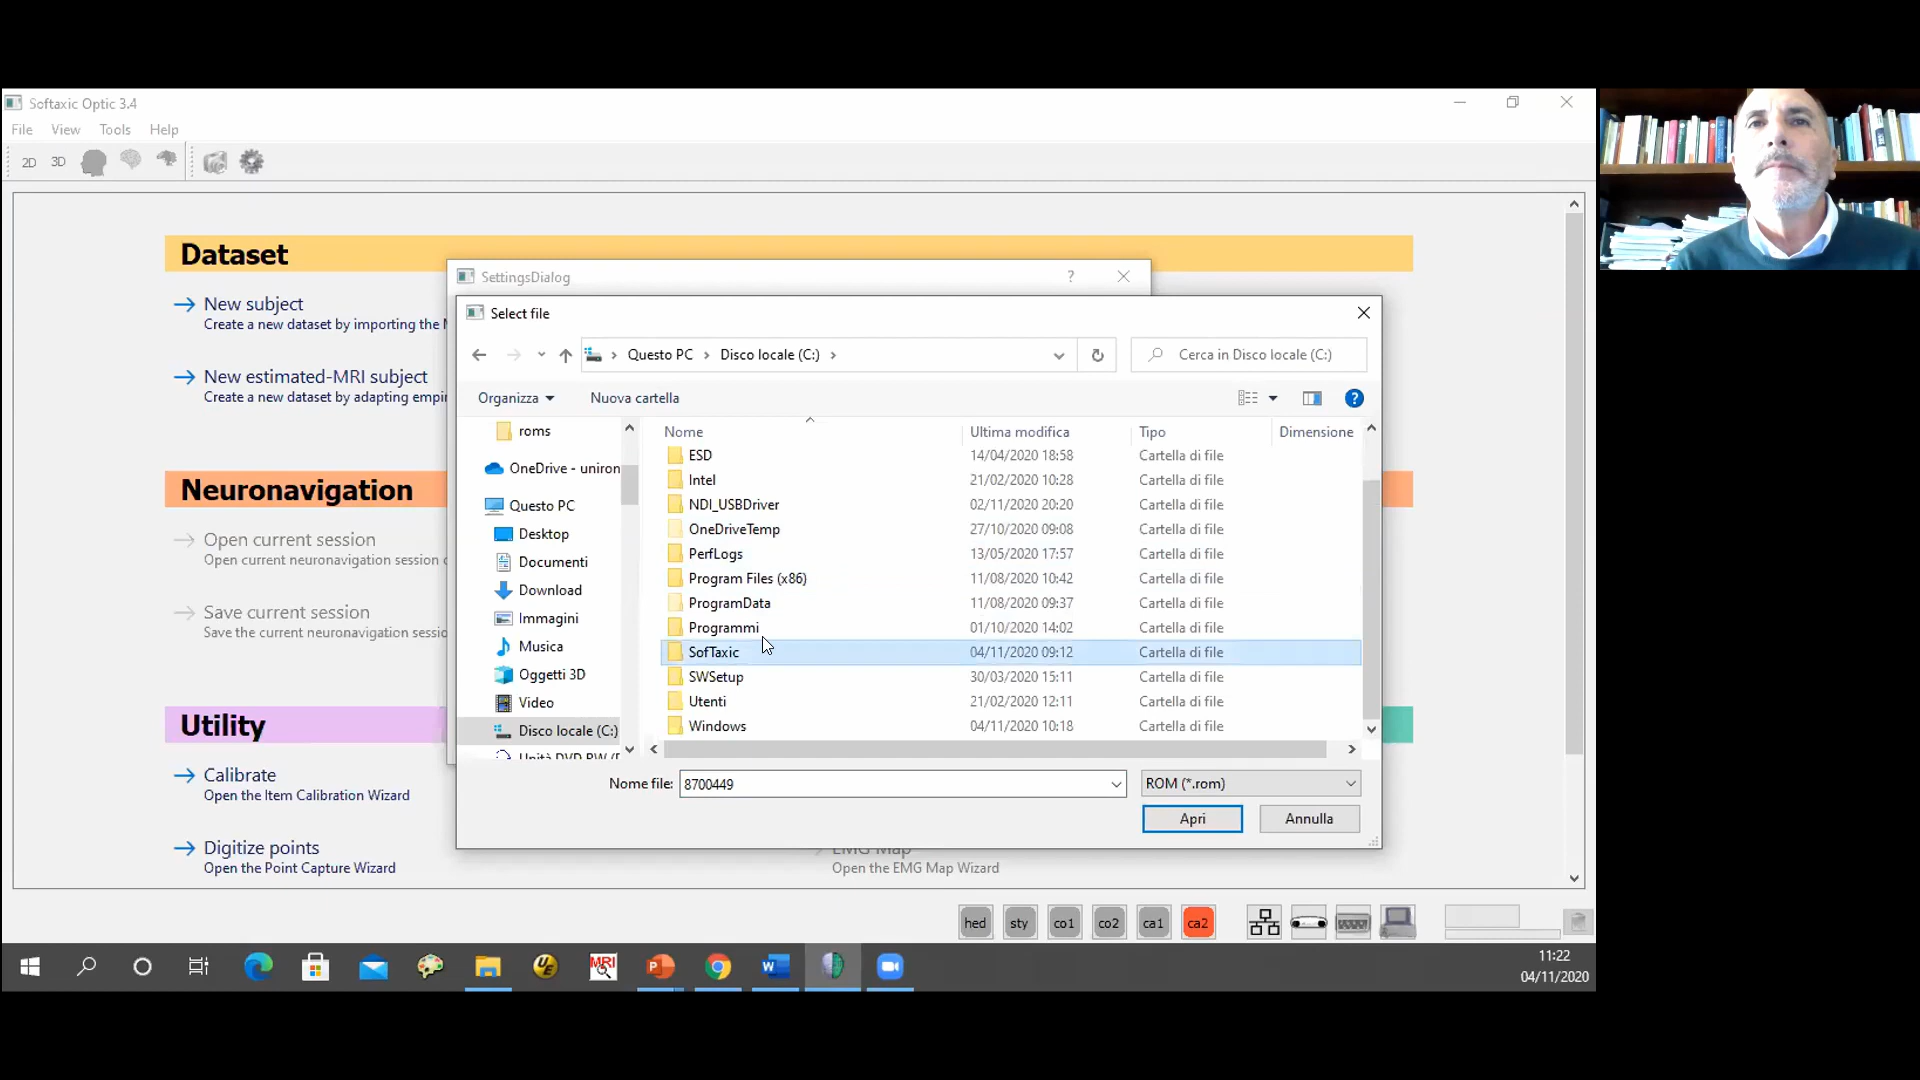 Softaxic Optic 3.4
File View Tools Help
2D 3D
Dataset
New subject
Create a new dataset by importing the
New estimated-MRI subject
Create a new dataset by adapting empi
Neuronavigation
Open current session
Open current neuronavigation session
Save current session
Save the current neuronavigation sessio
Utility
Calibrate
Open the Item Calibration Wizard
Digitize points
Open the Point Capture Wizard
EMG Map
Open the EMG Map Wizard
SettingsDialog ?
Select file
Questo PC › Disco locale (C:) ›
Cerca in Disco locale (C:)
Organizza
Nuova cartella
roms
OneDrive - uniron
Questo PC
Desktop
Documenti
Download
Immagini
Musica
Oggetti 3D
Video
Disco locale (C:)
Unità DVD RW (
Nome Ultima modifica Tipo Dimensione
ESD 14/04/2020 18:58 Cartella di file
Intel 21/02/2020 10:28 Cartella di file
NDI_USBDriver 02/11/2020 20:20 Cartella di file
OneDriveTemp 27/10/2020 09:08 Cartella di file
PerfLogs 13/05/2020 17:57 Cartella di file
Program Files (x86) 11/08/2020 10:42 Cartella di file
ProgramData 11/08/2020 09:37 Cartella di file
Programmi 01/10/2020 14:02 Cartella di file
SofTaxic 04/11/2020 09:12 Cartella di file
SWSetup 30/03/2020 15:11 Cartella di file
Utenti 21/02/2020 12:11 Cartella di file
Windows 04/11/2020 10:18 Cartella di file
Nome file: 8700449 ROM (*.rom)
Apri Annulla
hed sty co1 co2 ca1 ca2
UE MRI P W
11:22
04/11/2020